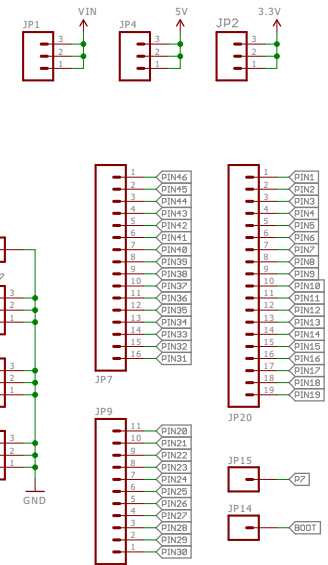 VIN 5V 3.3V
JP1 JP4 JP2
3 3 3
2 2 2
1 1 1
1 PIN46
2 PIN45
3 PIN44
4 PIN43
5 PIN42
6 PIN41
7 PIN40
8 PIN39
9 PIN38
10 PIN37
11 PIN36
12 PIN35
13 PIN34
14 PIN33
15 PIN32
16 PIN31
JP7
1 PIN1
2 PIN2
3 PIN3
4 PIN4
5 PIN5
6 PIN6
7 PIN7
8 PIN8
9 PIN9
10 PIN10
11 PIN11
12 PIN12
13 PIN13
14 PIN14
15 PIN15
16 PIN16
17 PIN17
18 PIN18
19 PIN19
JP20
7
3
2
1
3
2
1
3
2
1
GND
JP9
11 PIN20
10 PIN21
9 PIN22
8 PIN23
7 PIN24
6 PIN25
5 PIN26
4 PIN27
3 PIN28
2 PIN29
1 PIN30
JP15
P7
JP14
BOOT